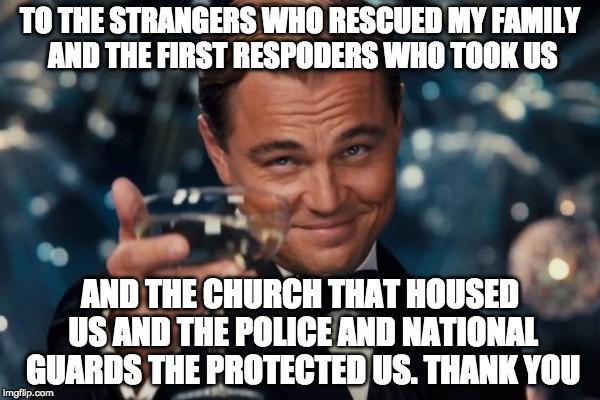 TO THE STRANGERS WHO RESCUED MY FAMILY
AND THE FIRST RESPODERS WHO TOOK US
AND THE CHURCH THAT HOUSED
US AND THE POLICE AND NATIONAL
GUARDS THE PROTECTED US. THANK YOU
imgflip.com